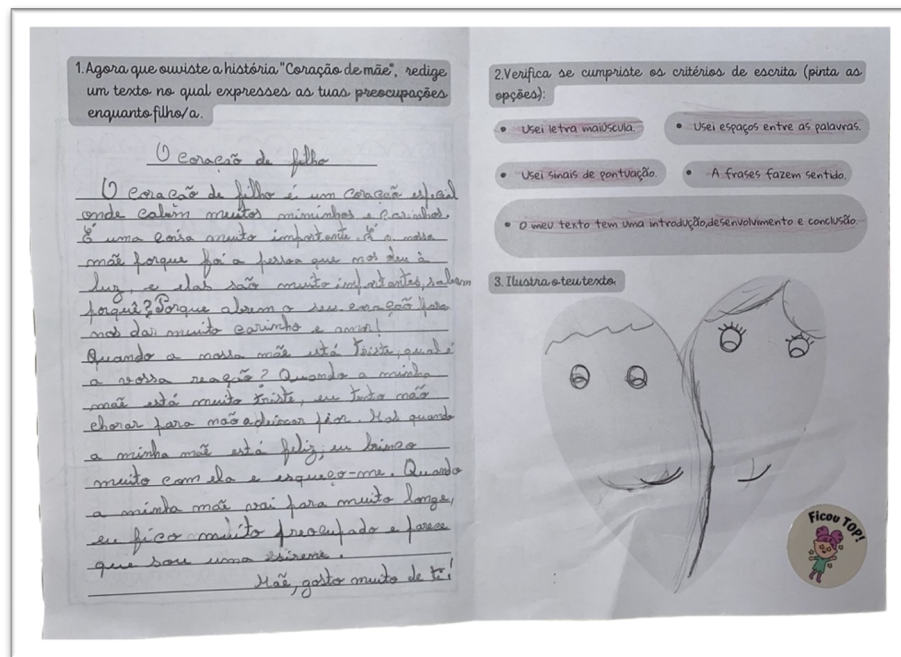 1.Agora que ouviste a história "Coração de mãe", redige
um texto no qual expresses as tuas preocupações
enquanto filho/a.
O coração de filho
O coração de filho é um coração especial
onde cabem muitos miminhos e carinhos.
É uma coisa muito importante. É a nossa
mãe porque foi a pessoa que nos deu à
luz, e elas são muito importantes, sabem
porquê? Porque abrem o seu coração para
nos dar muito carinho e amor!
Quando a nossa mãe está triste, qual é
a vossa reação? Quando a minha
mãe está muito triste, eu tento não
chorar para não a deixar pior. Mas quando
a minha mãe está feliz, eu brinco
muito com ela e esqueço-me. Quando
a minha mãe vai para muito longe,
eu fico muito preocupado e parece
que sou uma sirene.
Mãe, gosto muito de ti!
2.Verifica se cumpriste os critérios de escrita (pinta as
opções):
• Usei letra maiúscula.
• Usei espaços entre as palavras.
• Usei sinais de pontuação.
• A frases fazem sentido.
• O meu texto tem uma introdução,desenvolvimento e conclusão.
3. Ilustra o teu texto.
Ficou TOP!